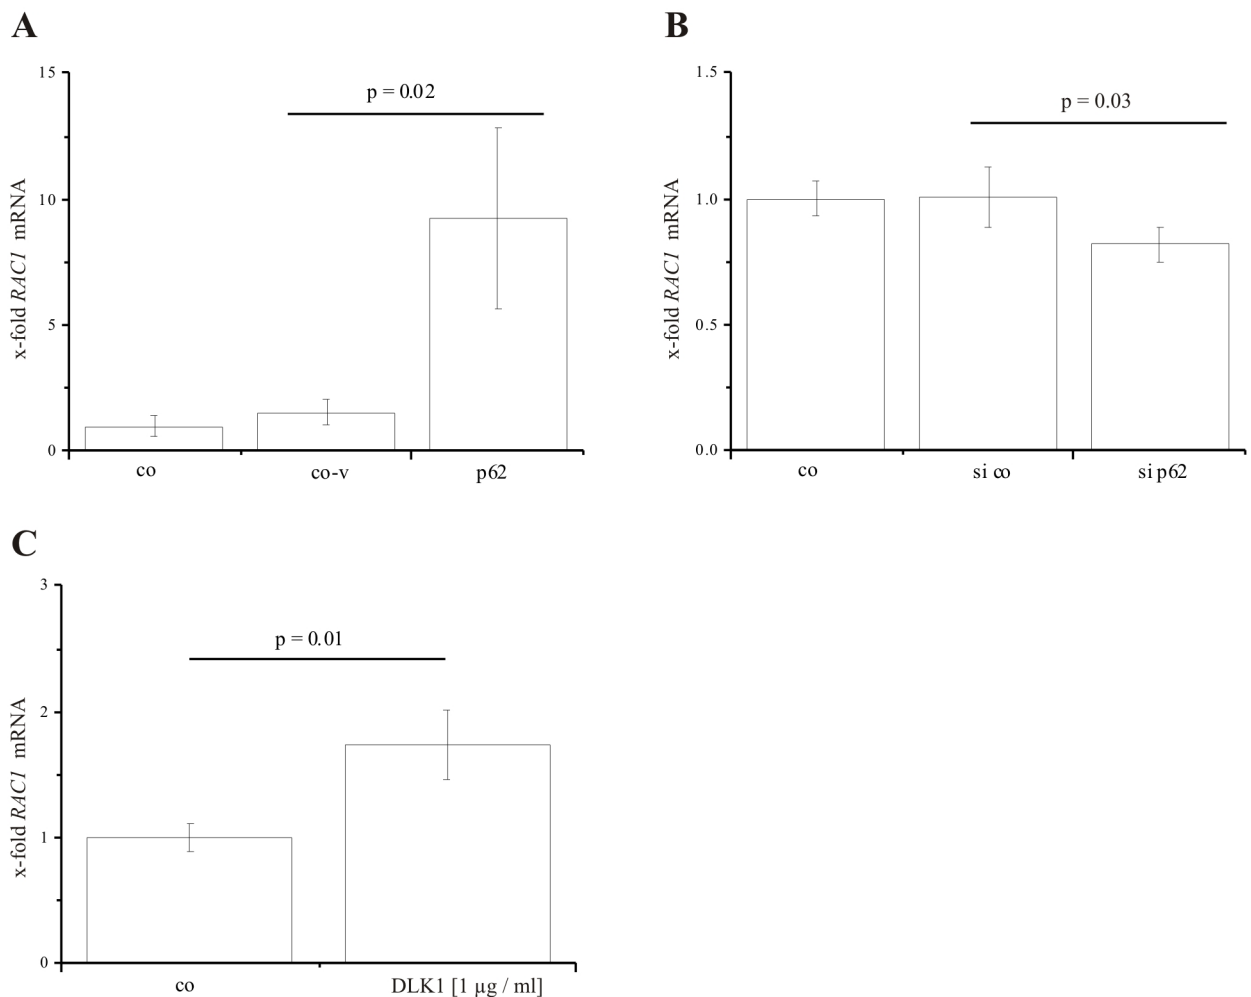 A
x-fold RAC1 mRNA
15
10
5
0
p = 0.02
co
co-v
p62
B
x-fold RAC1 mRNA
1.5
1.0
0.5
0.0
p = 0.03
co
si co
si p62
C
x-fold RAC1 mRNA
3
2
1
0
p = 0.01
co
DLK1 [1 µg / ml]